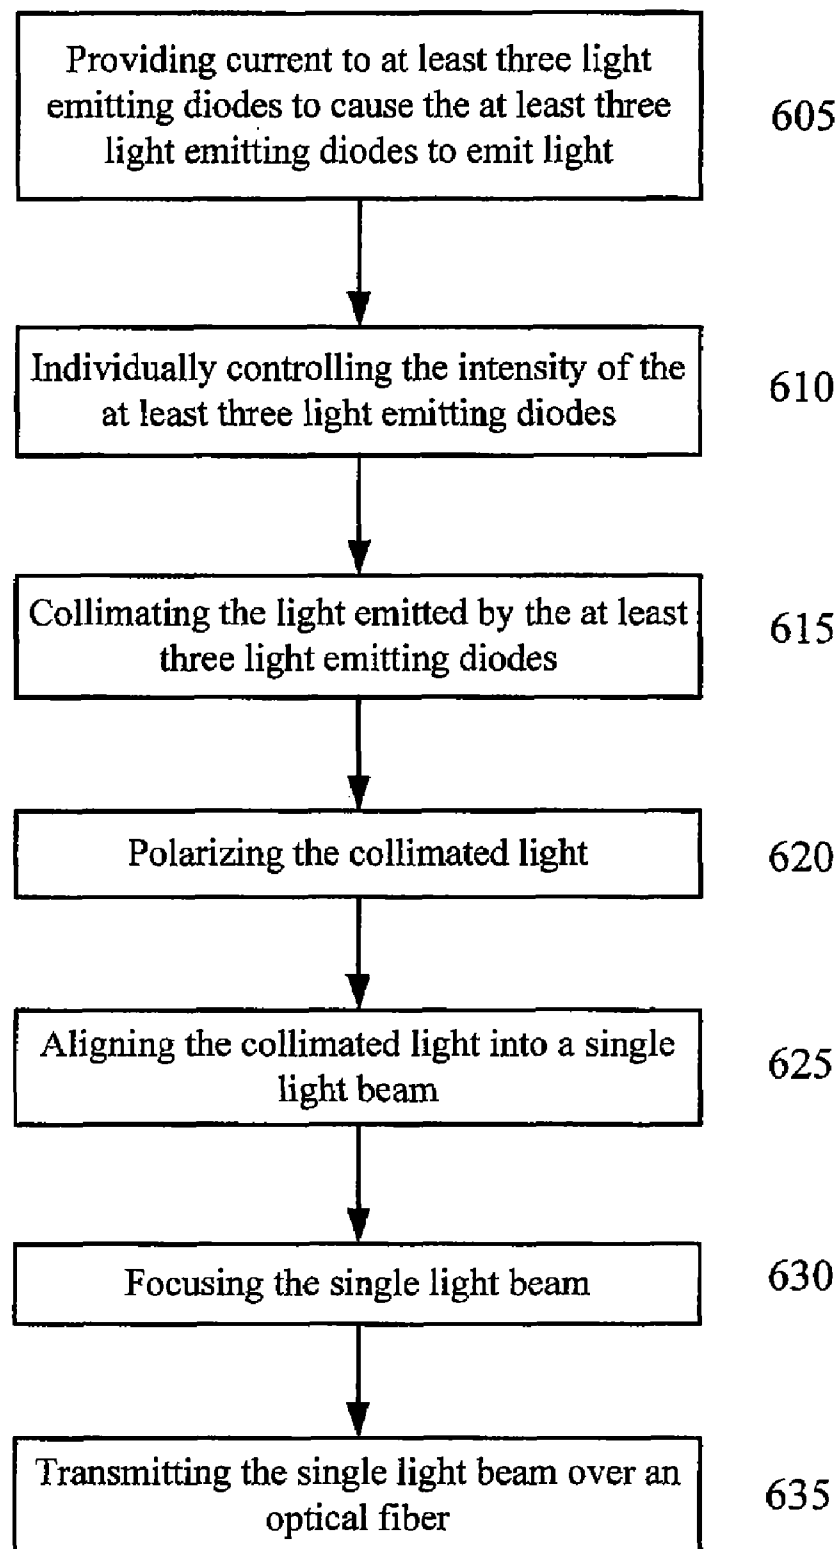 Providing current to at least three light
emitting diodes to cause the at least three
light emitting diodes to emit light
605
Individually controlling the intensity of the
at least three light emitting diodes
610
Collimating the light emitted by the at least
three light emitting diodes
615
Polarizing the collimated light
620
Aligning the collimated light into a single
light beam
625
Focusing the single light beam
630
Transmitting the single light beam over an
optical fiber
635